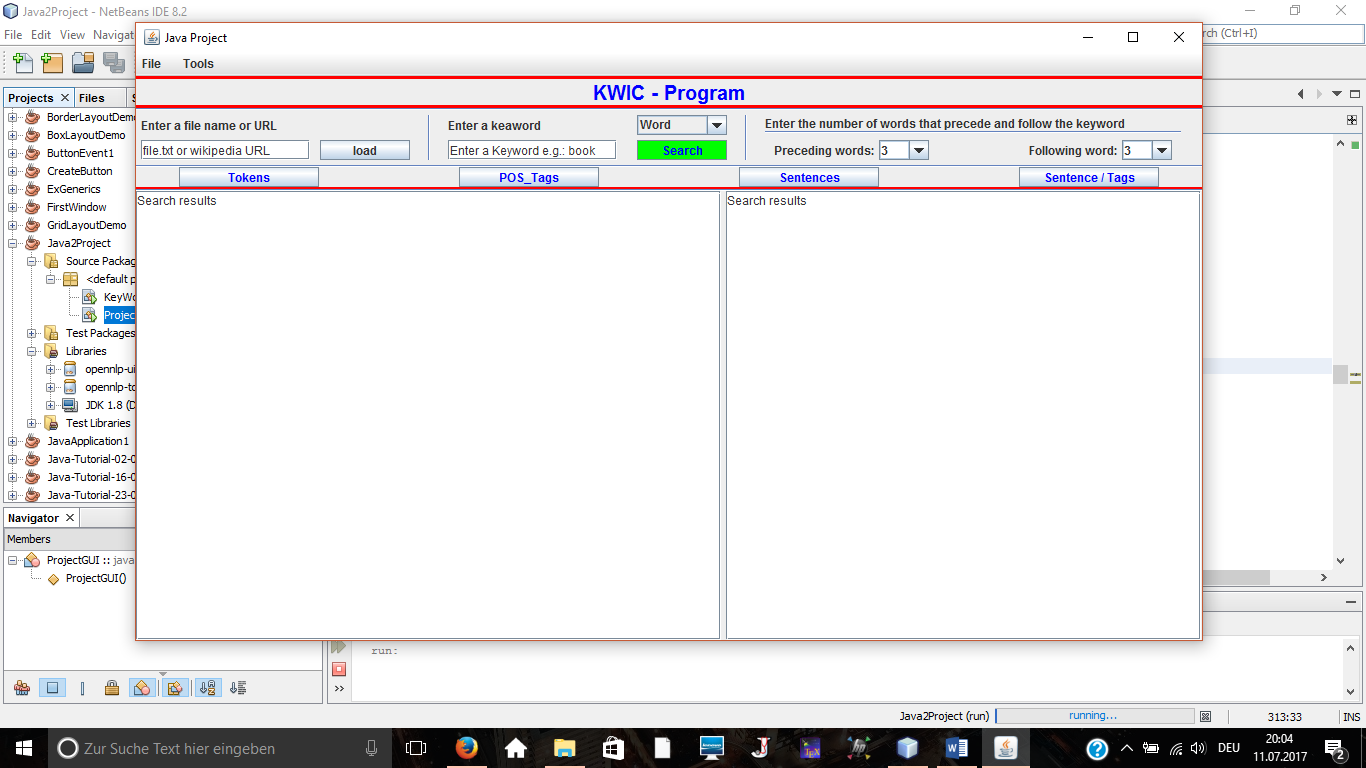 Java2Project - NetBeans IDE 8.2
File Edit View Navigat
rch (Ctrl+I)
Java Project
File Tools
KWIC - Program
Enter a file name or URL
file.txt or wikipedia URL
load
Enter a keaword
Word
Enter a Keyword e.g.: book
Search
Enter the number of words that precede and follow the keyword
Preceding words: 3
Following word: 3
Tokens
POS_Tags
Sentences
Sentence / Tags
Search results
Search results
Projects Files S
BorderLayoutDemo
BoxLayoutDemo
ButtonEvent1
CreateButton
ExGenerics
FirstWindow
GridLayoutDemo
Java2Project
Source Packag
<default p
KeyWo
Projec
Test Packages
Libraries
opennlp-ui
opennlp-to
JDK 1.8 (D
Test Libraries
JavaApplication1
Java-Tutorial-02-0
Java-Tutorial-16-0
Java-Tutorial-23-0
Navigator
Members
ProjectGUI :: java
ProjectGUI()
run:
Java2Project (run)
running...
313:33
INS
Zur Suche Text hier eingeben
DEU
20:04
11.07.2017
2